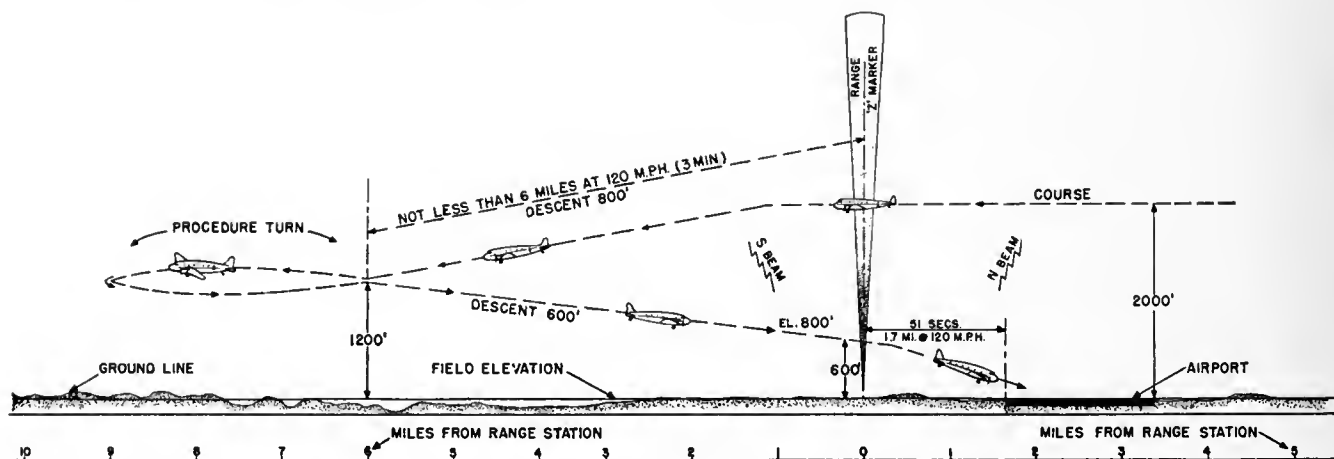 RANGE
'Z' MARKER
NOT LESS THAN 6 MILES AT 120 M.P.H. (3 MIN)
DESCENT 800'
COURSE
PROCEDURE TURN
S BEAM
N BEAM
2000'
DESCENT 600'
EL. 800'
51 SECS.
1.7 MI. @ 120 M.P.H.
1200'
600'
GROUND LINE
FIELD ELEVATION
AIRPORT
MILES FROM RANGE STATION
MILES FROM RANGE STATION
10 9 8 7 6 5 4 3 2 1 0 1 2 3 4 5